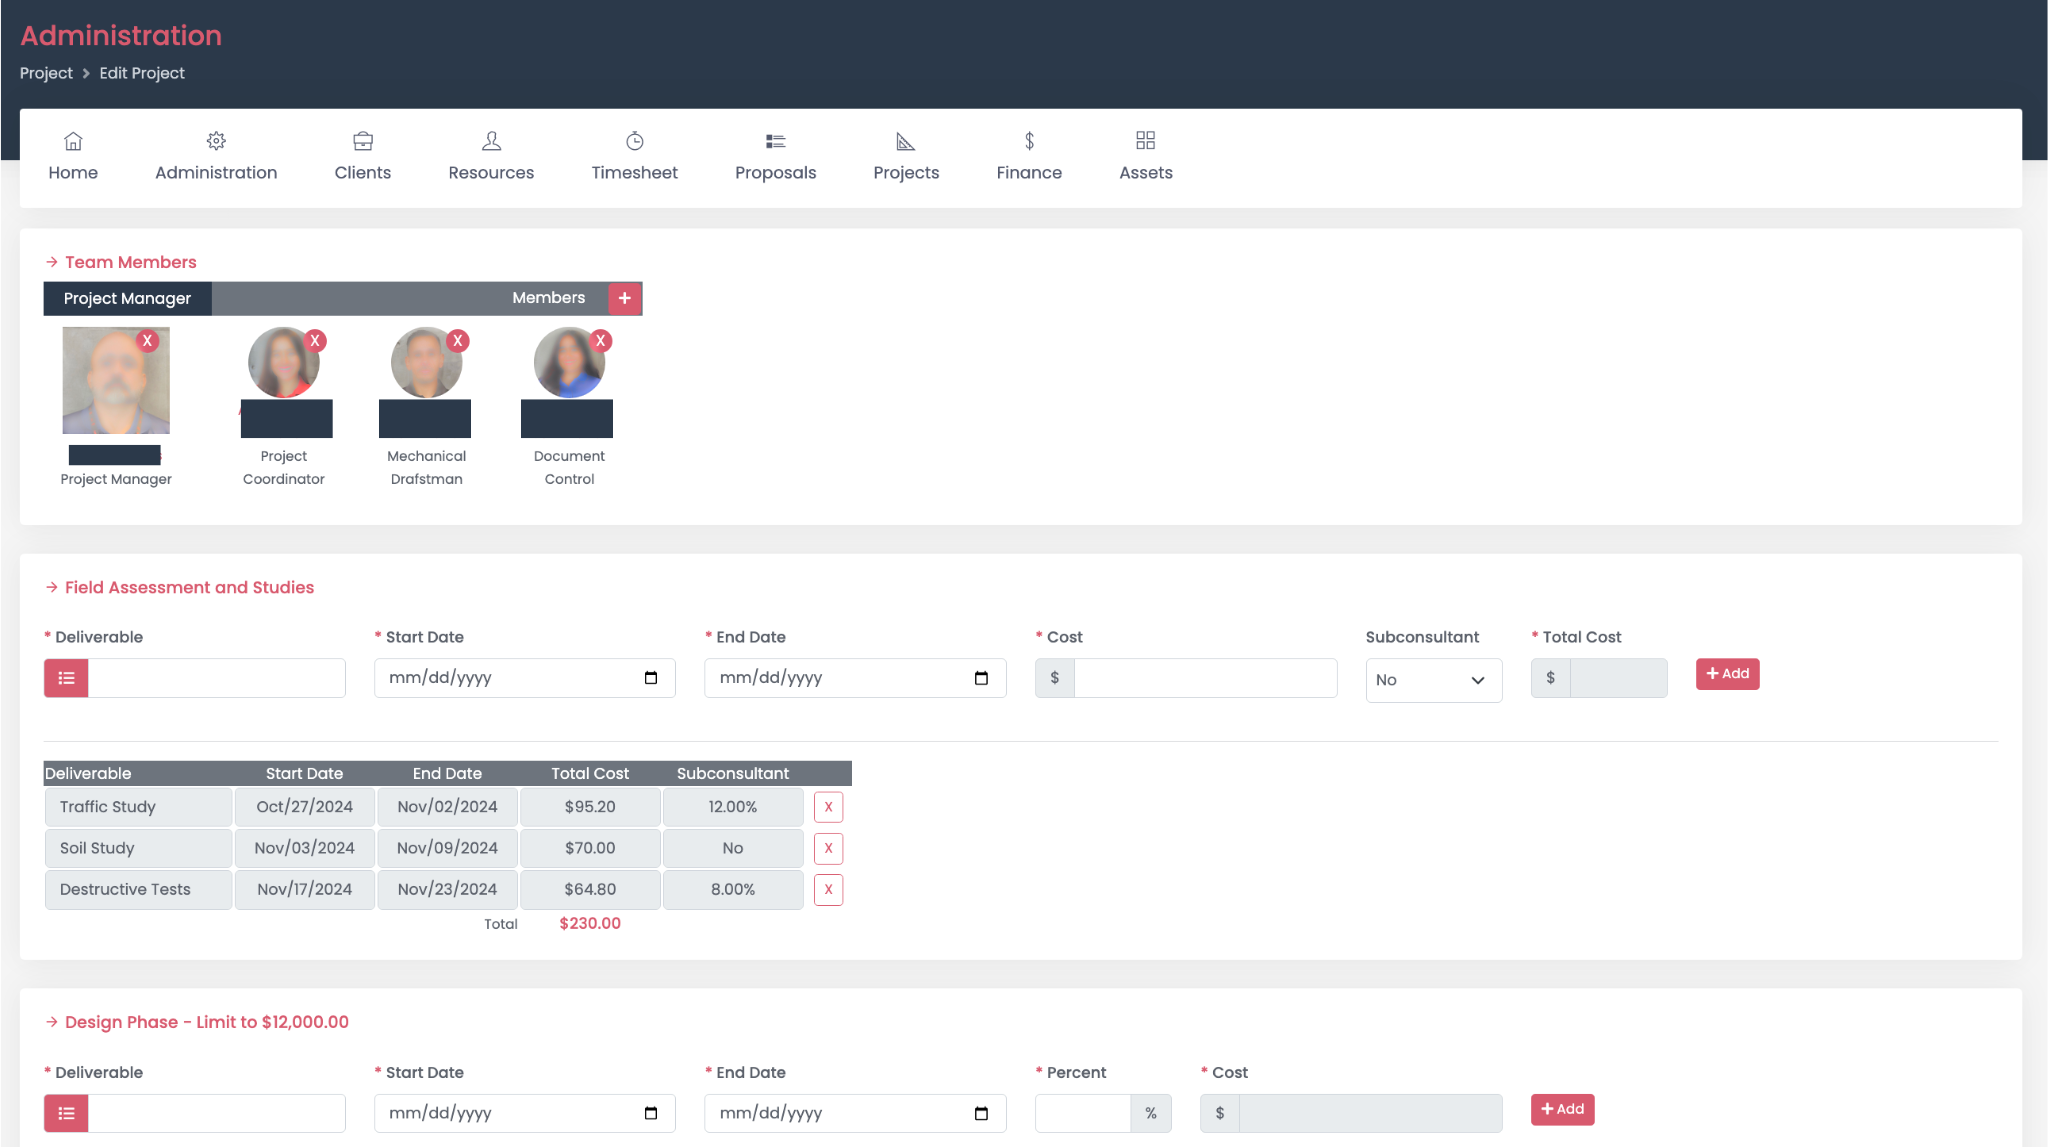 Administration
Project > Edit Project
Home Administration Clients Resources Timesheet Proposals Projects Finance Assets
→ Team Members
Project Manager Members +
X X X X
Project Manager
Project Coordinator
Mechanical Drafstman
Document Control
→ Field Assessment and Studies
* Deliverable * Start Date * End Date * Cost Subconsultant * Total Cost
mm/dd/yyyy mm/dd/yyyy $ No $ + Add
Deliverable Start Date End Date Total Cost Subconsultant
Traffic Study Oct/27/2024 Nov/02/2024 $95.20 12.00% X
Soil Study Nov/03/2024 Nov/09/2024 $70.00 No X
Destructive Tests Nov/17/2024 Nov/23/2024 $64.80 8.00% X
Total $230.00
→ Design Phase - Limit to $12,000.00
* Deliverable * Start Date * End Date * Percent * Cost
mm/dd/yyyy mm/dd/yyyy % $ + Add